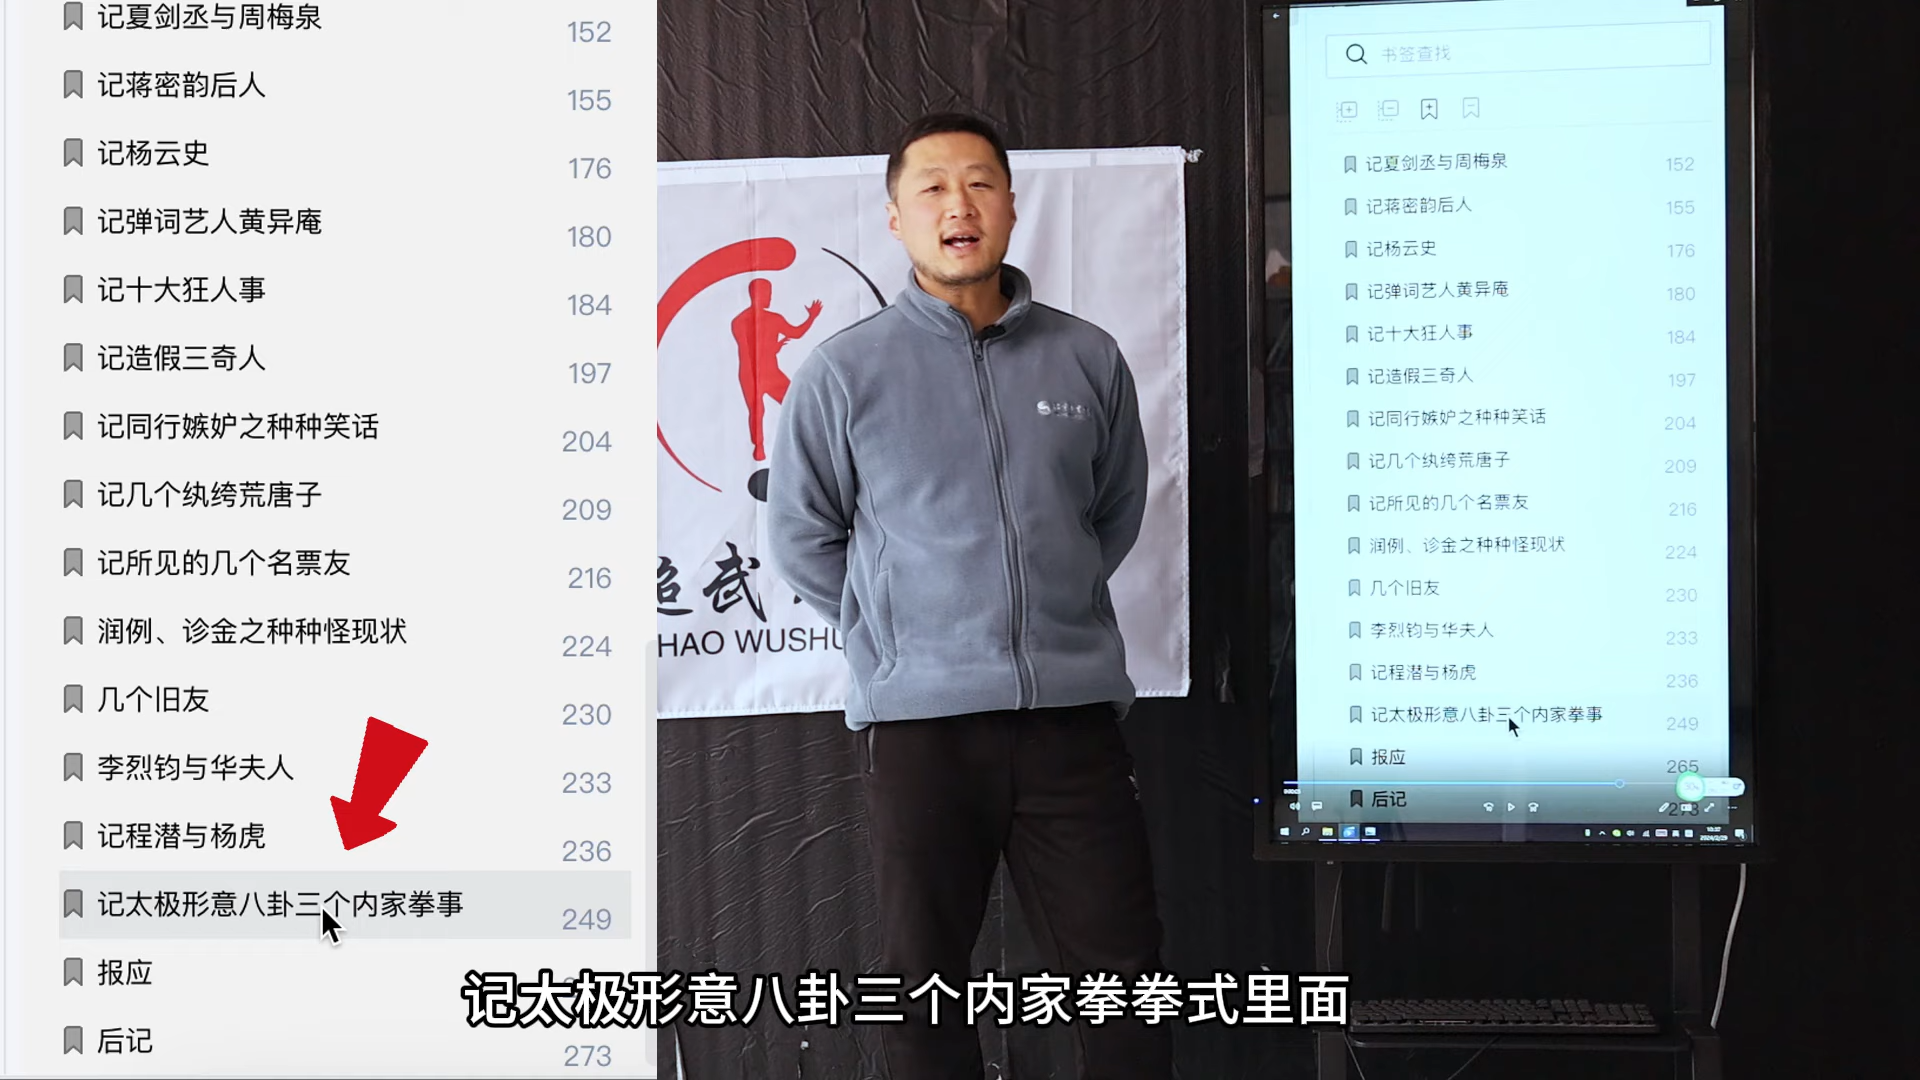 记夏剑丞与周梅泉 152
记蒋密韵后人 155
记杨云史 176
记弹词艺人黄异庵 180
记十大狂人事 184
记造假三奇人 197
记同行嫉妒之种种笑话 204
记几个纨绔荒唐子 209
记所见的几个名票友 216
润例、诊金之种种怪现状 224
几个旧友 230
李烈钧与华夫人 233
记程潜与杨虎 236
记太极形意八卦三个内家拳事 249
报应
后记 273
武
HAO WUSHU
书签查找
记夏剑丞与周梅泉 152
记蒋密韵后人 155
记杨云史 176
记弹词艺人黄异庵 180
记十大狂人事 184
记造假三奇人 197
记同行嫉妒之种种笑话 204
记几个纨绔荒唐子 209
记所见的几个名票友 216
润例、诊金之种种怪现状 224
几个旧友 230
李烈钧与华夫人 233
记程潜与杨虎 236
记太极形意八卦三个内家拳事 249
报应 265
后记 273
记太极形意八卦三个内家拳拳式里面